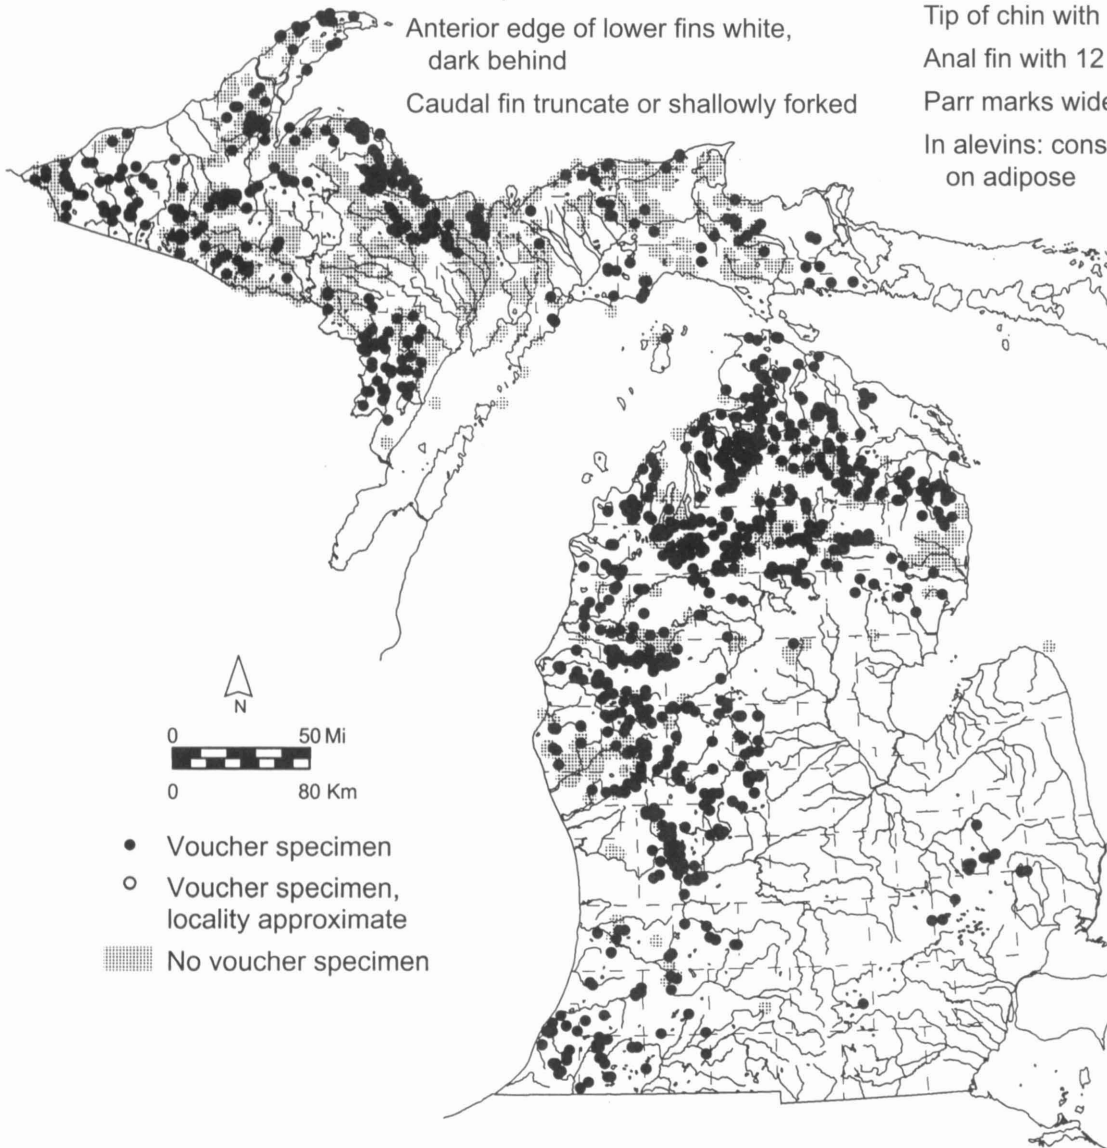 Anterior edge of lower fins white,
dark behind
Caudal fin truncate or shallowly forked
Tip of chin with
Anal fin with 12
Parr marks wide
In alevins: cons
on adipose
N
0 50 Mi
0 80 Km
Voucher specimen
Voucher specimen,
locality approximate
No voucher specimen